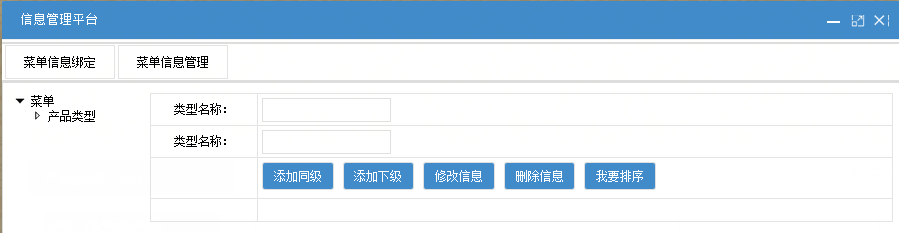 信息管理平台
菜单信息绑定 菜单信息管理
菜单
产品类型
类型名称：
类型名称：
添加同级 添加下级 修改信息 删除信息 我要排序